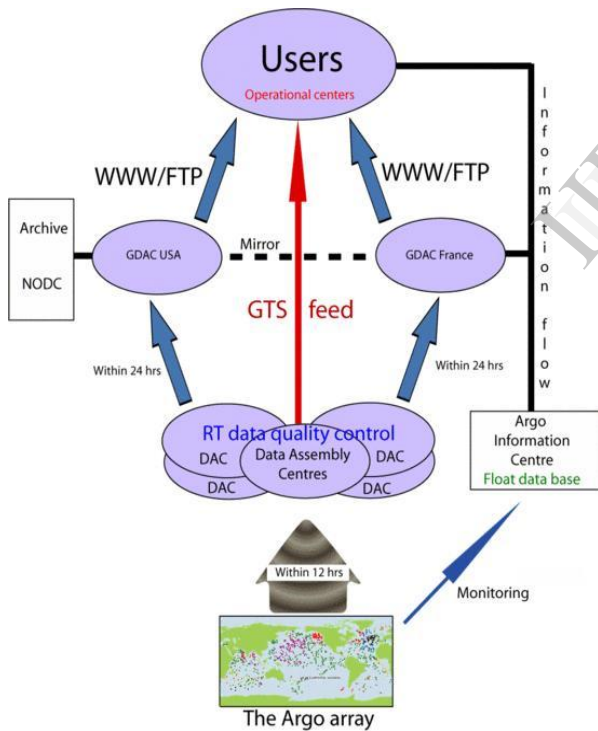 Users
Operational centers
WWW/FTP
WWW/FTP
Information flow
Archive
NODC
GDAC USA
Mirror
GDAC France
GTS feed
Within 24 hrs
Within 24 hrs
RT data quality control
DAC
Data Assembly
Centres
DAC
DAC
DAC
Argo
Information
Centre
Float data base
Within 12 hrs
Monitoring
The Argo array